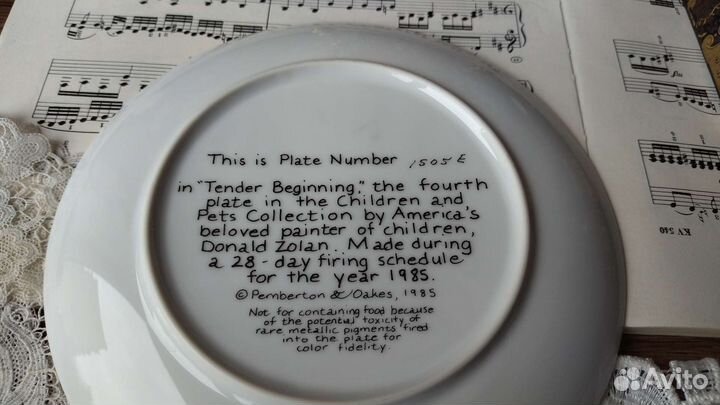 This is Plate Number 1505E
in "Tender Beginning," the fourth
plate in the Children and
Pets Collection by America's
beloved painter of children,
Donald Zolan. Made during
a 28-day firing schedule
for the year 1985.
© Pemberton & Oakes, 1985
Not for containing food because
of the potential toxicity of
rare metallic pigments fired
into the plate for
color fidelity.
KV 540
Avito